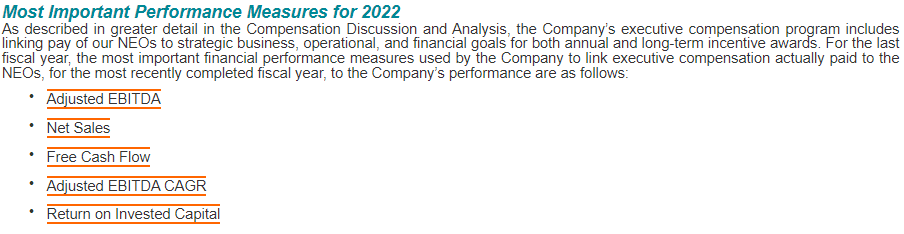 Most Important Performance Measures for 2022
As described in greater detail in the Compensation Discussion and Analysis, the Company's executive compensation program includes
linking pay of our NEOs to strategic business, operational, and financial goals for both annual and long-term incentive awards. For the last
fiscal year, the most important financial performance measures used by the Company to link executive compensation actually paid to the
NEOs, for the most recently completed fiscal year, to the Company's performance are as follows:
• Adjusted EBITDA
• Net Sales
• Free Cash Flow
• Adjusted EBITDA CAGR
• Return on Invested Capital